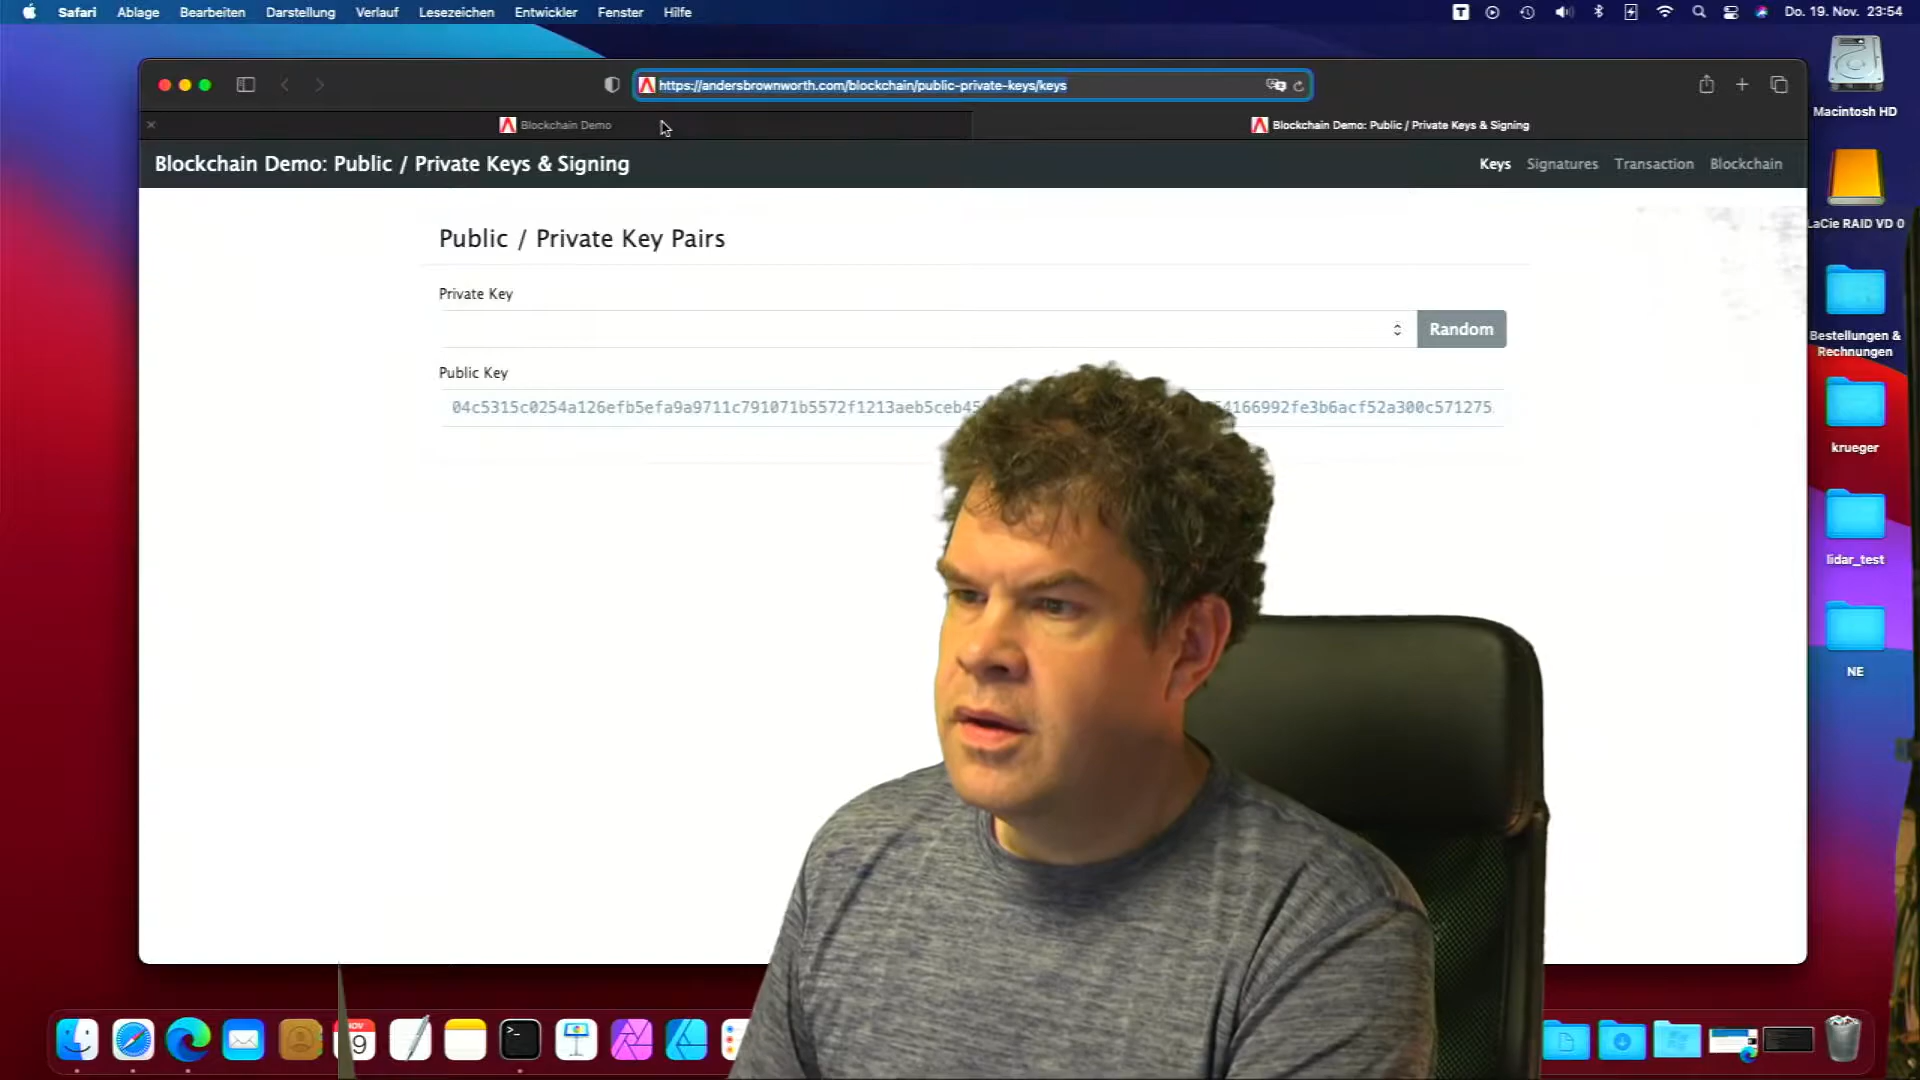 Safari Ablage Bearbeiten Darstellung Verlauf Lesezeichen Entwickler Fenster Hilfe
Do. 19. Nov. 23:54
https://andersbrownworth.com/blockchain/public-private-keys/keys
Blockchain Demo
Blockchain Demo: Public / Private Keys & Signing
Blockchain Demo: Public / Private Keys & Signing
Keys Signatures Transaction Blockchain
Public / Private Key Pairs
Private Key
Random
Public Key
04c5315c0254a126efb5efa9a9711c791071b5572f1213aeb5ceb45 4166992fe3b6acf52a300c571275
Macintosh HD
LaCie RAID VD 0
Bestellungen &
Rechnungen
krueger
lidar_test
NE
NOV
9